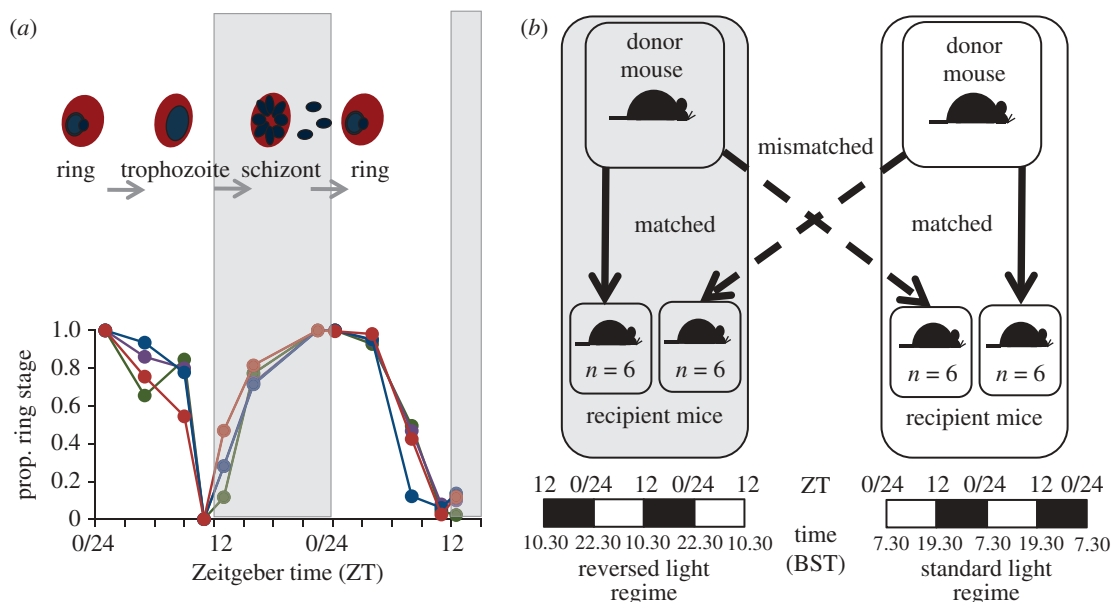 (a)
ring
trophozoite
schizont
ring
1.0
0.8
0.6
0.4
0.2
0
prop. ring stage
0/24
12
0/24
12
Zeitgeber time (ZT)
(b)
donor
mouse
donor
mouse
mismatched
matched
matched
n = 6
n = 6
n = 6
n = 6
recipient mice
recipient mice
12 0/24 12 0/24 12
ZT
0/24 12 0/24 12 0/24
10.30 22.30 10.30 22.30 10.30
time
(BST)
7.30 19.30 7.30 19.30 7.30
reversed light
regime
standard light
regime